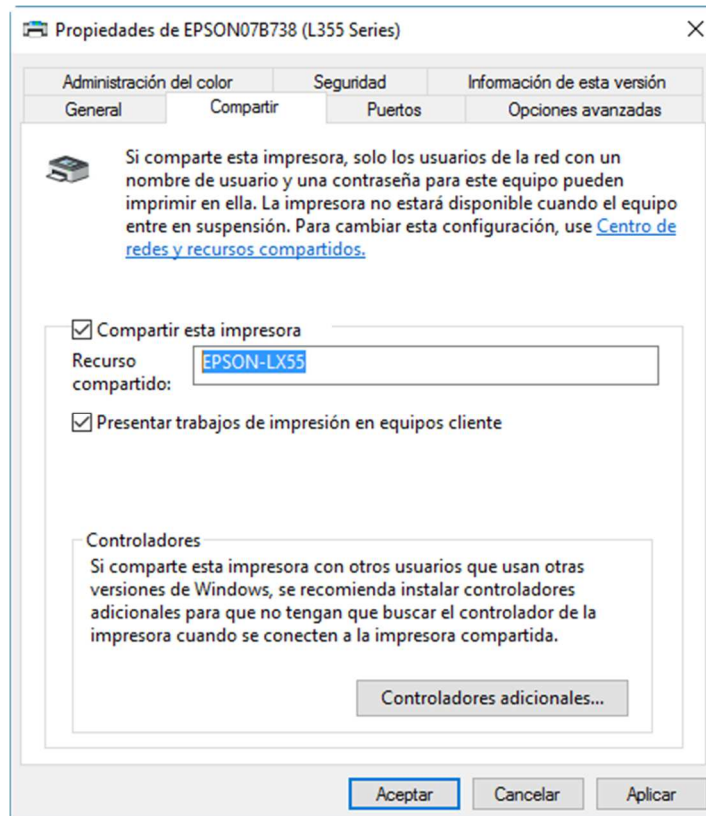 Propiedades de EPSON07B738 (L355 Series)
Administración del color
Seguridad
Información de esta versión
General
Compartir
Puertos
Opciones avanzadas
Si comparte esta impresora, solo los usuarios de la red con un
nombre de usuario y una contraseña para este equipo pueden
imprimir en ella. La impresora no estará disponible cuando el equipo
entre en suspensión. Para cambiar esta configuración, use Centro de
redes y recursos compartidos.
Compartir esta impresora
Recurso
compartido:
EPSON-LX55
Presentar trabajos de impresión en equipos cliente
Controladores
Si comparte esta impresora con otros usuarios que usan otras
versiones de Windows, se recomienda instalar controladores
adicionales para que no tengan que buscar el controlador de la
impresora cuando se conecten a la impresora compartida.
Controladores adicionales...
Aceptar
Cancelar
Aplicar